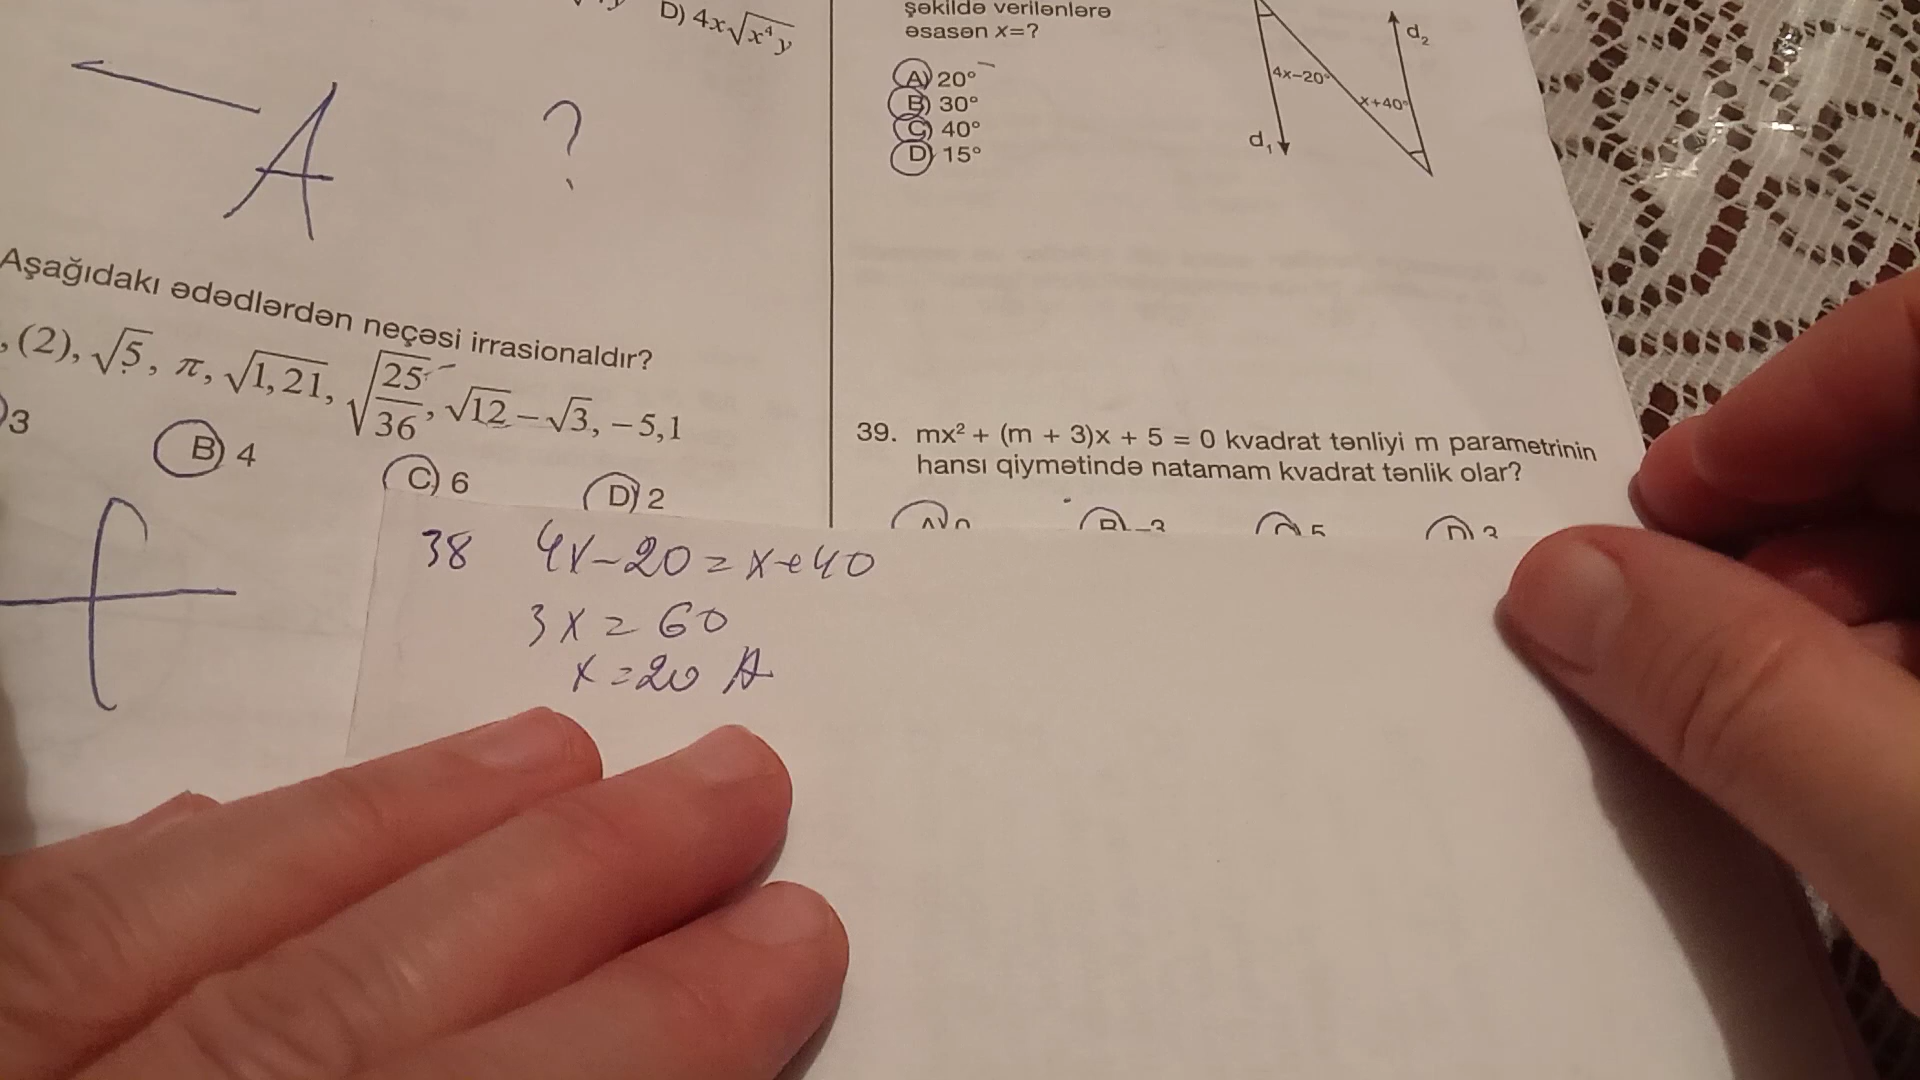 D) 4x√x⁴y
A ?
Aşağıdakı ədədlərdən neçəsi irrasionaldır?
, (2), √5, π, √1,21, √25/36, √12 – √3, – 5,1
3 B) 4 C) 6 D) 2
şəkildə verilənlərə
əsasən x=?
A) 20°
B) 30°
C) 40°
D) 15°
d₂
4x–20°
x+40°
d₁
39. mx² + (m + 3)x + 5 = 0 kvadrat tənliyi m parametrinin
hansı qiymətində natamam kvadrat tənlik olar?
38 4x–20=x+40
3x=60
x=20 A